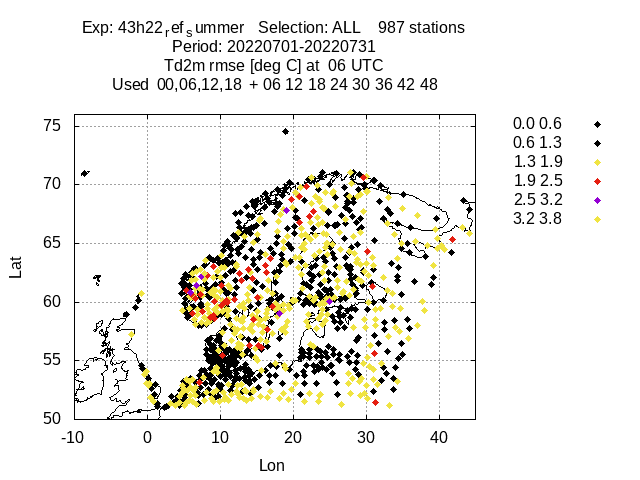 Exp: 43h22refsummer Selection: ALL 987 stations
Period: 20220701-20220731
Td2m rmse [deg C] at 06 UTC
Used 00,06,12,18 + 06 12 18 24 30 36 42 48
0.0 0.6
0.6 1.3
1.3 1.9
1.9 2.5
2.5 3.2
3.2 3.8
75
70
65
60
55
50
Lat
-10 0 10 20 30 40
Lon